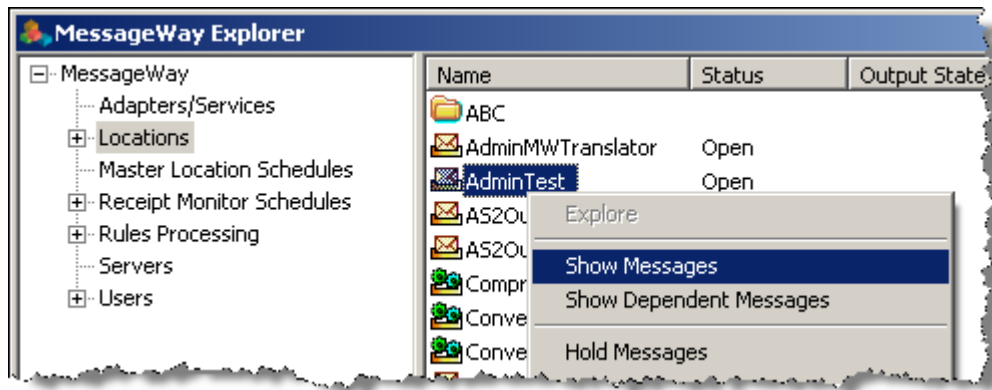 MessageWay Explorer
MessageWay
Adapters/Services
Locations
Master Location Schedules
Receipt Monitor Schedules
Rules Processing
Servers
Users
Name Status Output State
ABC
AdminMWTranslator Open
AdminTest Open
Explore
Show Messages
Show Dependent Messages
Hold Messages